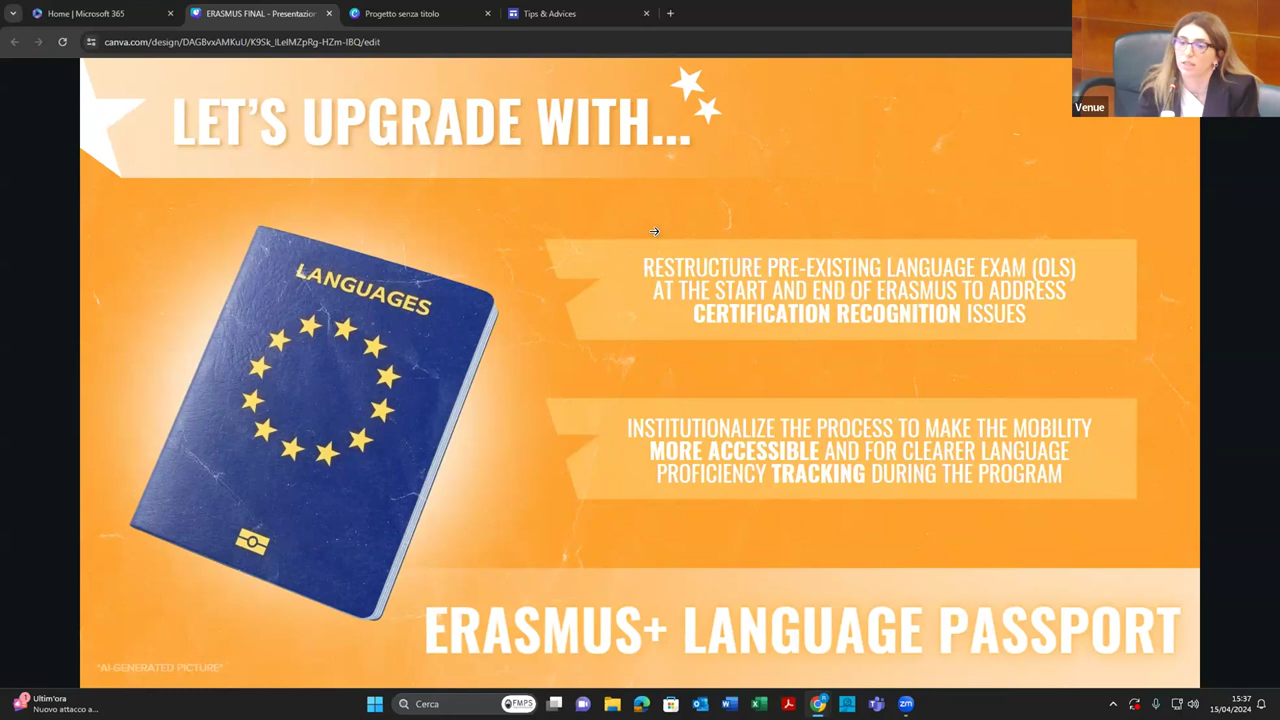 Home | Microsoft 365
ERASMUS FINAL - Presentazion
Progetto senza titolo
Tips & Advices
canva.com/design/DAGBvxAMKuU/K9Sk_lLeIMZpRg-HZm-IBQ/edit
Venue
LET'S UPGRADE WITH...
LANGUAGES
RESTRUCTURE PRE-EXISTING LANGUAGE EXAM (OLS)
AT THE START AND END OF ERASMUS TO ADDRESS
CERTIFICATION RECOGNITION ISSUES
INSTITUTIONALIZE THE PROCESS TO MAKE THE MOBILITY
MORE ACCESSIBLE AND FOR CLEARER LANGUAGE
PROFICIENCY TRACKING DURING THE PROGRAM
ERASMUS+ LANGUAGE PASSPORT
"AI GENERATED PICTURE"
1
Ultim'ora
Nuovo attacco a...
Cerca
FMPS
zm
15:37
15/04/2024